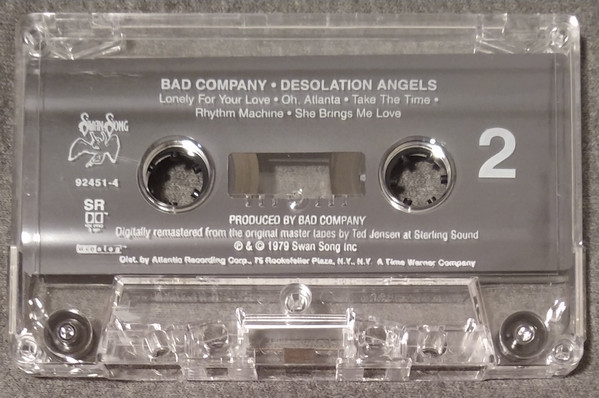 BAD COMPANY • DESOLATION ANGELS
Lonely For Your Love • Oh, Atlanta • Take The Time •
Rhythm Machine • She Brings Me Love
SWAN SONG
2
92451-4
SR
PRODUCED BY BAD COMPANY
Digitally remastered from the original master tapes by Ted Jensen at Sterling Sound
℗ & © 1979 Swan Song Inc
Dist. by Atlantic Recording Corp., 75 Rockefeller Plaza, N.Y., N.Y. A Time Warner Company